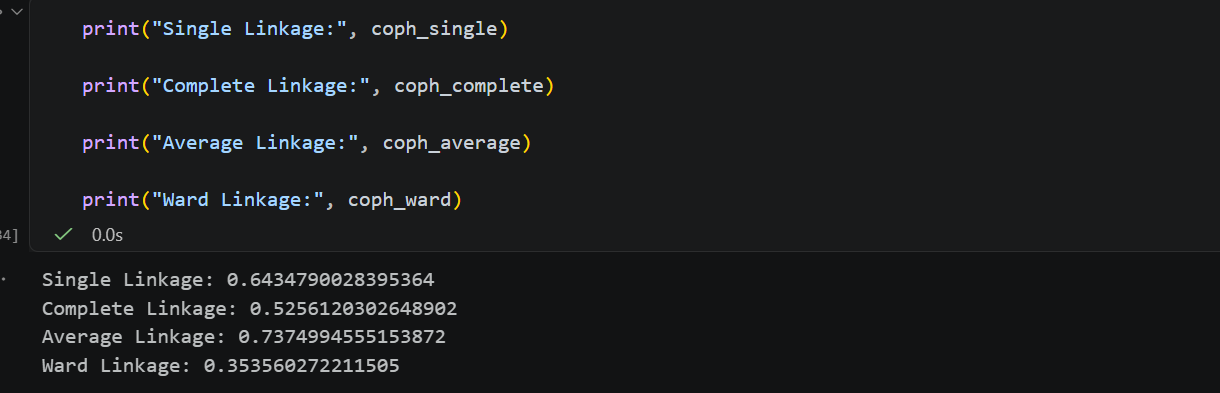 print("Single Linkage:", coph_single)
print("Complete Linkage:", coph_complete)
print("Average Linkage:", coph_average)
print("Ward Linkage:", coph_ward)
4]
0.0s
Single Linkage: 0.6434790028395364
Complete Linkage: 0.5256120302648902
Average Linkage: 0.7374994555153872
Ward Linkage: 0.353560272211505